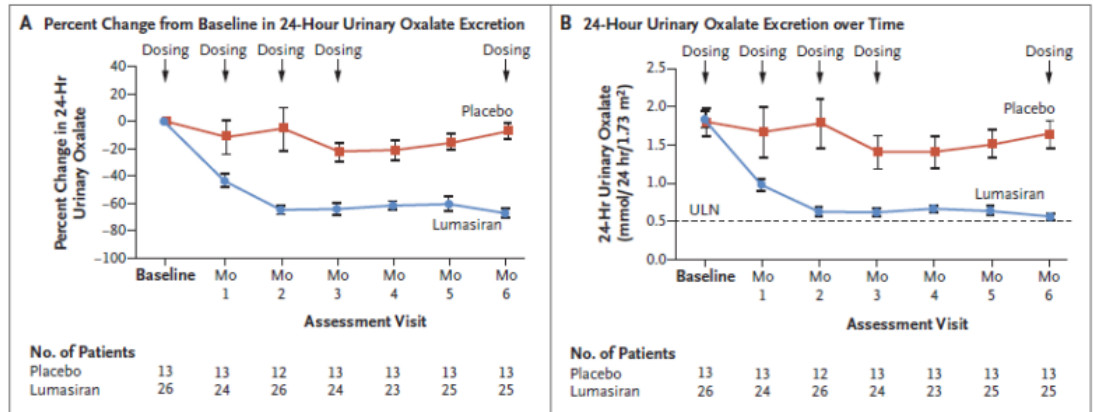 A Percent Change from Baseline in 24-Hour Urinary Oxalate Excretion
Dosing Dosing Dosing Dosing Dosing
Percent Change in 24-Hr
Urinary Oxalate
40
20
0
−20
−40
−60
−80
−100
Placebo
Lumasiran
Baseline Mo Mo Mo Mo Mo Mo
1 2 3 4 5 6
Assessment Visit
No. of Patients
Placebo 13 13 12 13 13 13 13
Lumasiran 26 24 26 24 23 25 25
B 24-Hour Urinary Oxalate Excretion over Time
Dosing Dosing Dosing Dosing Dosing
24-Hr Urinary Oxalate
(mmol/24 hr/1.73 m²)
2.5
2.0
1.5
1.0
0.5
0.0
Placebo
Lumasiran
ULN
Baseline Mo Mo Mo Mo Mo Mo
1 2 3 4 5 6
Assessment Visit
No. of Patients
Placebo 13 13 12 13 13 13 13
Lumasiran 26 24 26 24 23 25 25